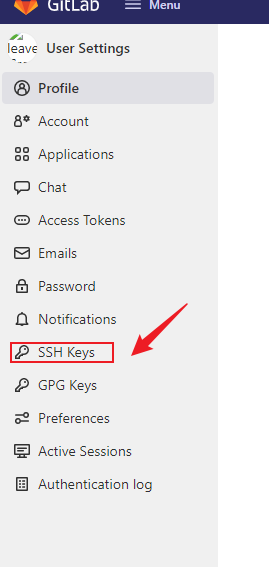 GitLab Menu
leave
User Settings
Profile
Account
Applications
Chat
Access Tokens
Emails
Password
Notifications
SSH Keys
GPG Keys
Preferences
Active Sessions
Authentication log